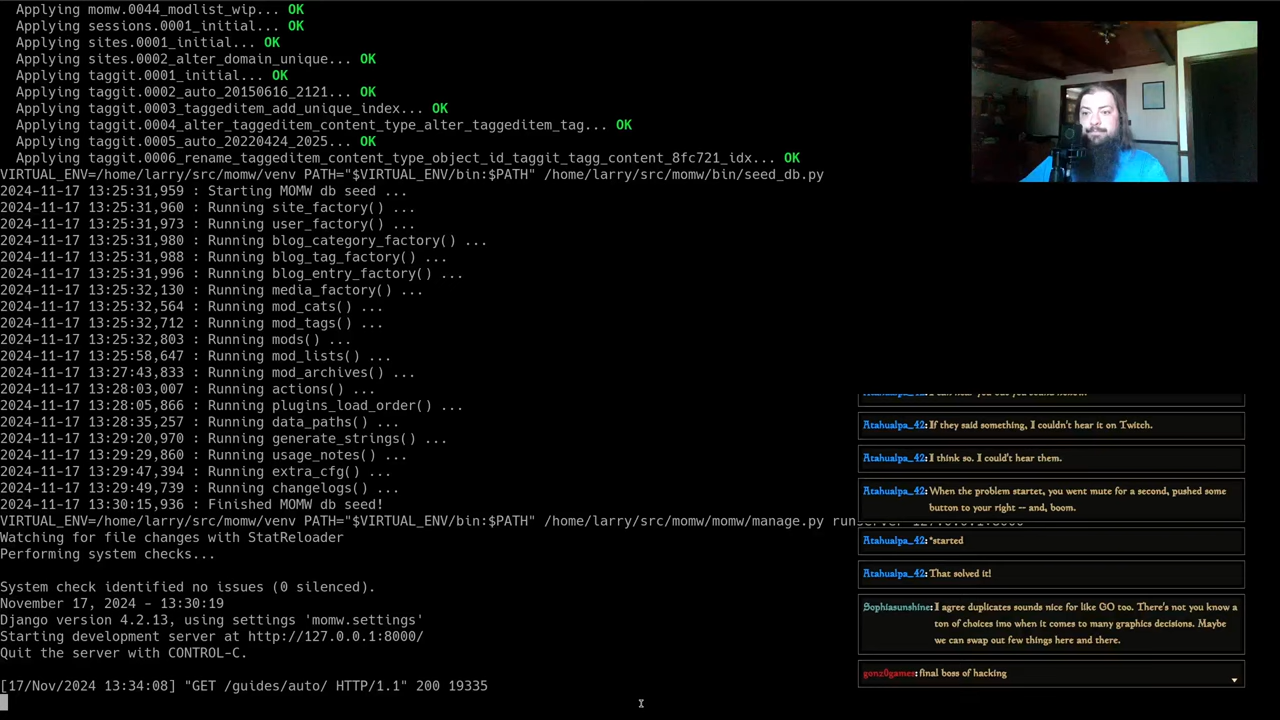 Applying momw.0044_modlist_wip... OK
Applying sessions.0001_initial... OK
Applying sites.0001_initial... OK
Applying sites.0002_alter_domain_unique... OK
Applying taggit.0001_initial... OK
Applying taggit.0002_auto_20150616_2121... OK
Applying taggit.0003_taggeditem_add_unique_index... OK
Applying taggit.0004_alter_taggeditem_content_type_alter_taggeditem_tag... OK
Applying taggit.0005_auto_20220424_2025... OK
Applying taggit.0006_rename_taggeditem_content_type_object_id_taggit_tagg_content_8fc721_idx... OK
VIRTUAL_ENV=/home/larry/src/momw/venv PATH="$VIRTUAL_ENV/bin:$PATH" /home/larry/src/momw/bin/seed_db.py
2024-11-17 13:25:31,959 : Starting MOMW db seed ...
2024-11-17 13:25:31,960 : Running site_factory() ...
2024-11-17 13:25:31,973 : Running user_factory() ...
2024-11-17 13:25:31,980 : Running blog_category_factory() ...
2024-11-17 13:25:31,988 : Running blog_tag_factory() ...
2024-11-17 13:25:31,996 : Running blog_entry_factory() ...
2024-11-17 13:25:32,130 : Running media_factory() ...
2024-11-17 13:25:32,564 : Running mod_cats() ...
2024-11-17 13:25:32,712 : Running mod_tags() ...
2024-11-17 13:25:32,803 : Running mods() ...
2024-11-17 13:25:58,647 : Running mod_lists() ...
2024-11-17 13:27:43,833 : Running mod_archives() ...
2024-11-17 13:28:03,007 : Running actions() ...
2024-11-17 13:28:05,866 : Running plugins_load_order() ...
2024-11-17 13:28:35,257 : Running data_paths() ...
2024-11-17 13:29:20,970 : Running generate_strings() ...
2024-11-17 13:29:29,860 : Running usage_notes() ...
2024-11-17 13:29:47,394 : Running extra_cfg() ...
2024-11-17 13:29:49,739 : Running changelogs() ...
2024-11-17 13:30:15,936 : Finished MOMW db seed!
VIRTUAL_ENV=/home/larry/src/momw/venv PATH="$VIRTUAL_ENV/bin:$PATH" /home/larry/src/momw/momw/manage.py
Watching for file changes with StatReloader
Performing system checks...
System check identified no issues (0 silenced).
November 17, 2024 - 13:30:19
Django version 4.2.13, using settings 'momw.settings'
Starting development server at http://127.0.0.1:8000/
Quit the server with CONTROL-C.
[17/Nov/2024 13:34:08] "GET /guides/auto/ HTTP/1.1" 200 19335
Atahualpa_42: If they said something, I couldn't hear it on Twitch.
Atahualpa_42: I think so. I could't hear them.
Atahualpa_42: When the problem startet, you went mute for a second, pushed some
button to your right -- and, boom.
Atahualpa_42: *started
Atahualpa_42: That solved it!
Sophiasunshine: I agree duplicates sounds nice for like GO too. There's not you know a
ton of choices imo when it comes to many graphics decisions. Maybe
we can swap out few things here and there.
gonz0games: final boss of hacking